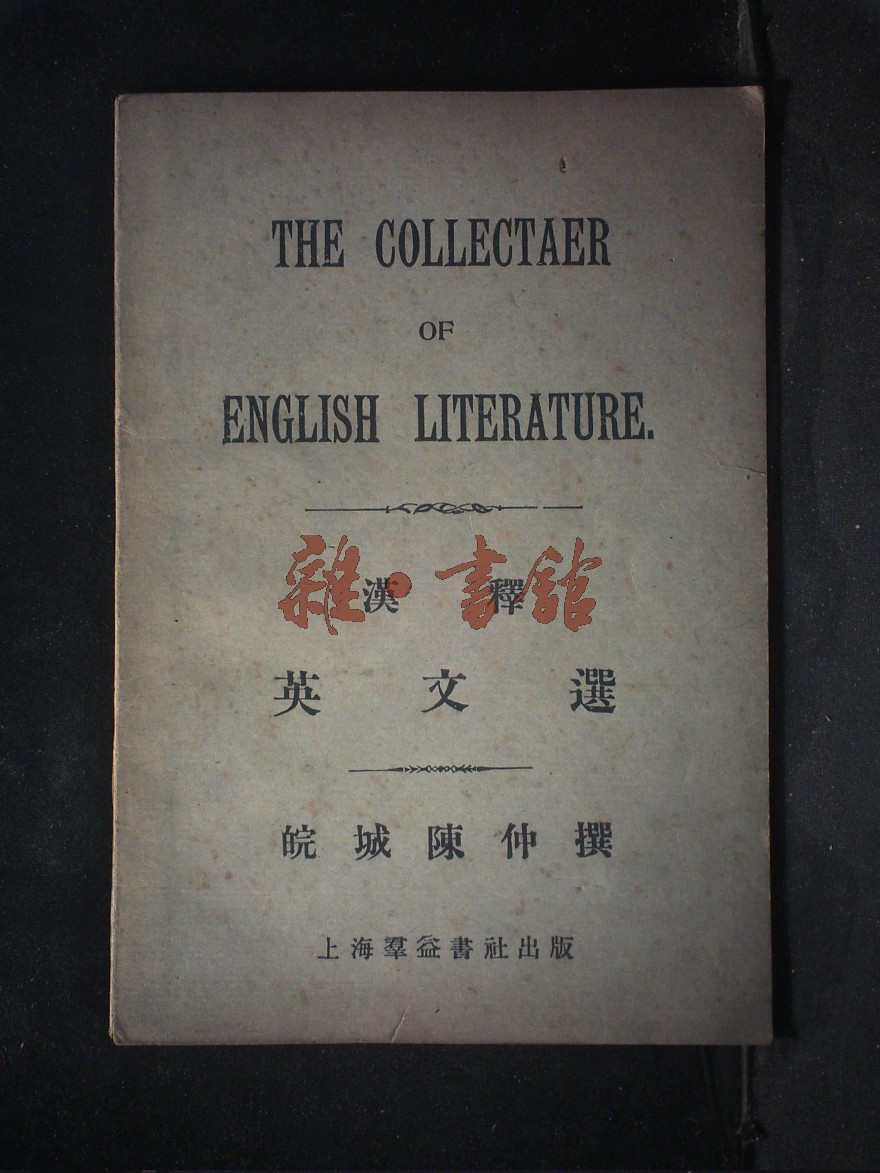 THE COLLECTAER
OF
ENGLISH LITERATURE.
漢釋
雜·書館
英文選
皖城陳仲撰
上海羣益書社出版